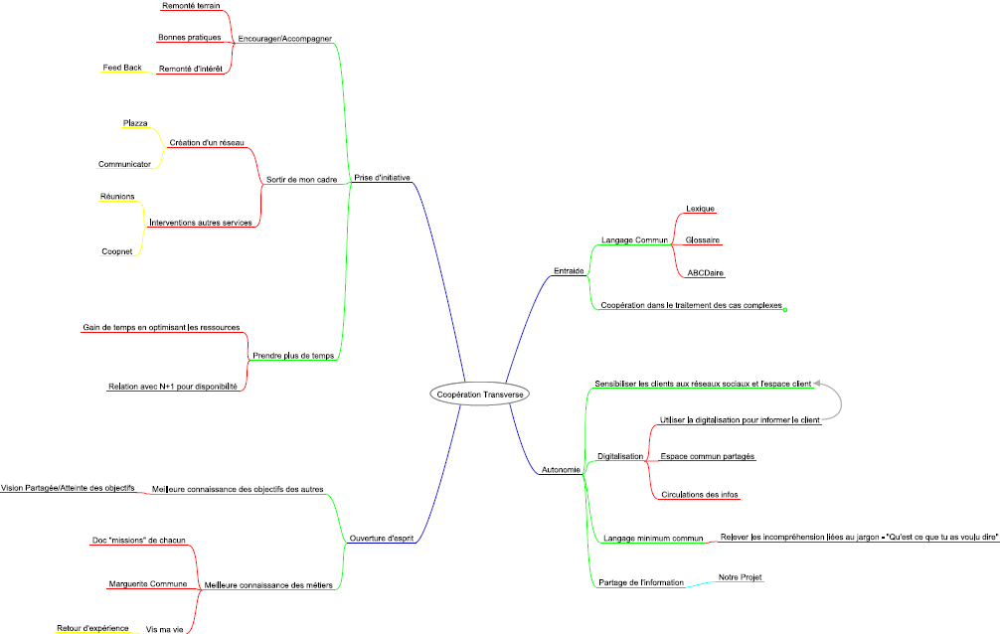 Remonté terrain
Bonnes pratiques
Encourager/Accompagner
Feed Back
Remonté d'intérêt
Plazza
Création d'un réseau
Communicator
Sortir de mon cadre
Prise d'initiative
Réunions
Interventions autres services
Coopnet
Gain de temps en optimisant les ressources
Prendre plus de temps
Relation avec N+1 pour disponibilité
Lexique
Langage Commun
Glossaire
Entraide
ABCDaire
Coopération dans le traitement des cas complexes
Coopération Transverse
Sensibiliser les clients aux réseaux sociaux et l'espace client
Utiliser la digitalisation pour informer le client
Digitalisation
Espace commun partagés
Autonomie
Circulations des infos
Langage minimum commun
Relever les incompréhension liées au jargon - "Qu'est ce que tu as voulu dire"
Partage de l'information
Notre Projet
Vision Partagée/Atteinte des objectifs
Meilleure connaissance des objectifs des autres
Ouverture d'esprit
Doc "missions" de chacun
Marguerite Commune
Meilleure connaissance des métiers
Retour d'expérience
Vis ma vie